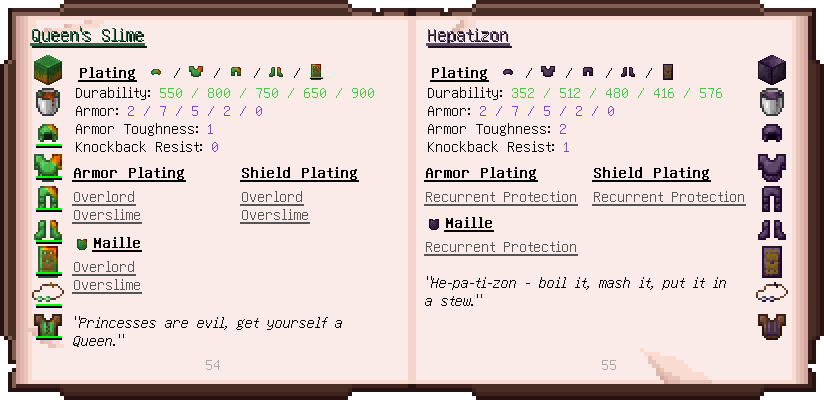 Queen's Slime
Plating / / / /
Durability: 550 / 800 / 750 / 650 / 900
Armor: 2 / 7 / 5 / 2 / 0
Armor Toughness: 1
Knockback Resist: 0
Armor Plating
Overlord
Overslime
Shield Plating
Overlord
Overslime
Maille
Overlord
Overslime
"Princesses are evil, get yourself a
Queen."
54
Hepatizon
Plating / / / /
Durability: 352 / 512 / 480 / 416 / 576
Armor: 2 / 7 / 5 / 2 / 0
Armor Toughness: 2
Knockback Resist: 1
Armor Plating
Recurrent Protection
Shield Plating
Recurrent Protection
Maille
Recurrent Protection
"He-pa-ti-zon - boil it, mash it, put it in
a stew."
55